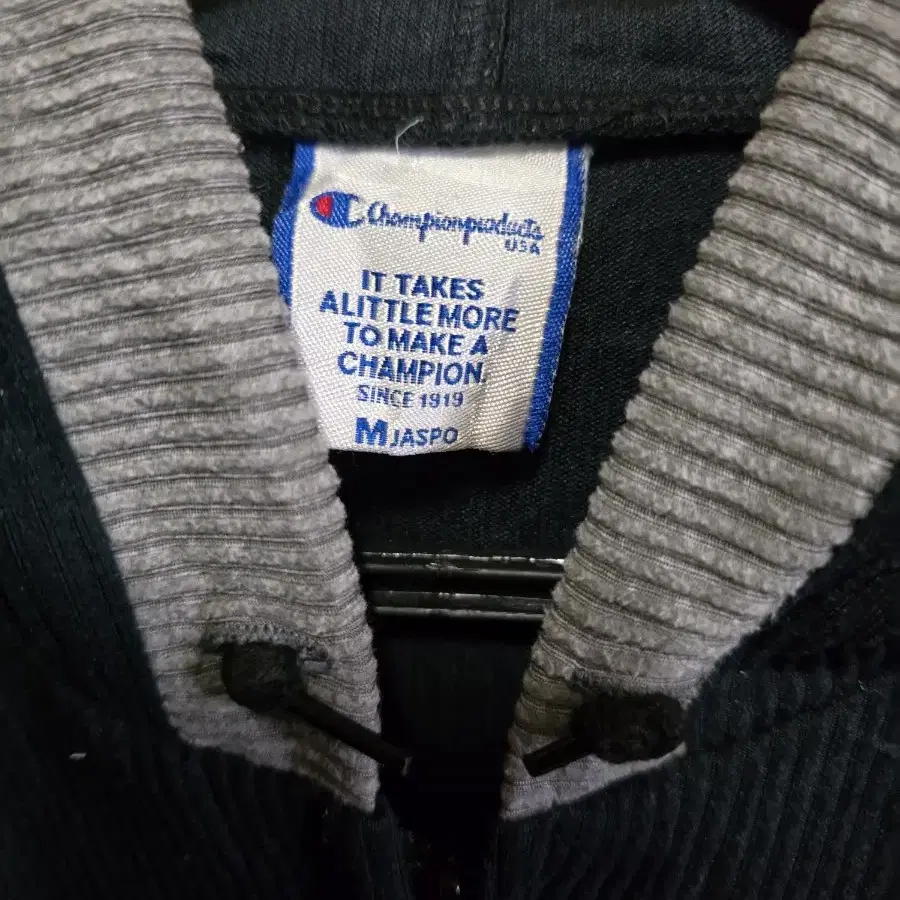 Championproducts
USA
IT TAKES
ALITTLE MORE
TO MAKE A
CHAMPION.
SINCE 1919
M JASPO